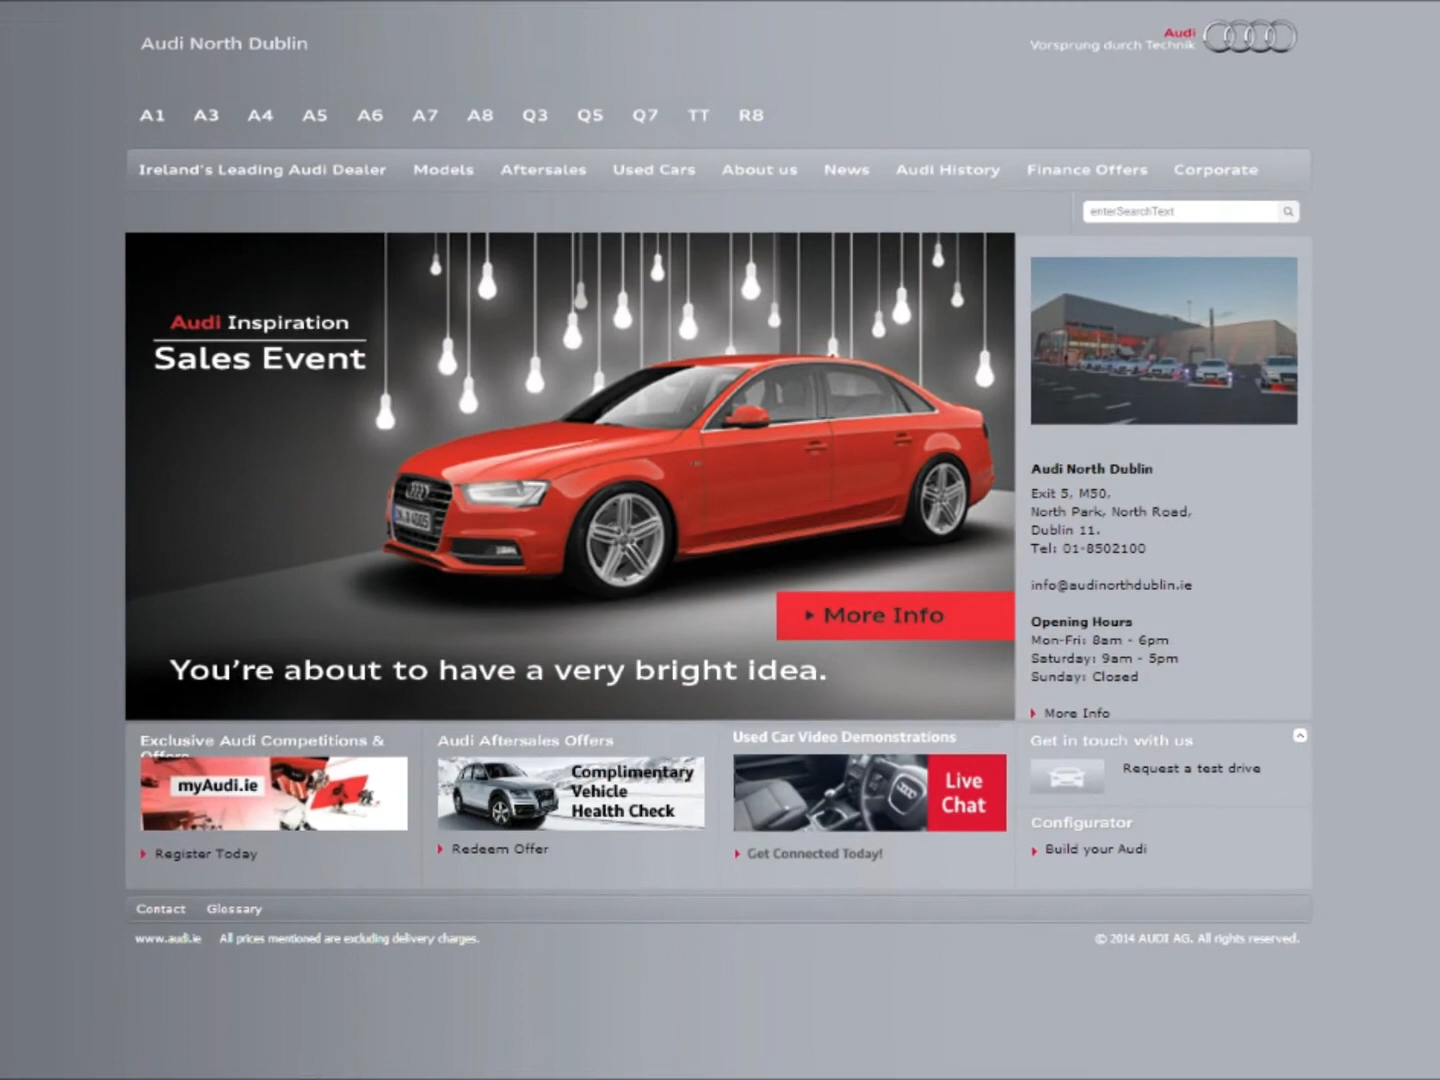 Audi North Dublin
Audi
Vorsprung durch Technik
A1 A3 A4 A5 A6 A7 A8 Q3 Q5 Q7 TT R8
Ireland's Leading Audi Dealer Models Aftersales Used Cars About us News Audi History Finance Offers Corporate
enterSearchText
Audi Inspiration
Sales Event
More Info
You're about to have a very bright idea.
Audi North Dublin
Exit 5, M50,
North Park, North Road,
Dublin 11.
Tel: 01-8502100
info@audinorthdublin.ie
Opening Hours
Mon-Fri: 8am - 6pm
Saturday: 9am - 5pm
Sunday: Closed
More Info
Exclusive Audi Competitions &
Offers
myAudi.ie
Register Today
Audi Aftersales Offers
Complimentary
Vehicle
Health Check
Redeem Offer
Used Car Video Demonstrations
Live
Chat
Get Connected Today!
Get in touch with us
Request a test drive
Configurator
Build your Audi
Contact Glossary
www.audi.ie All prices mentioned are excluding delivery charges.
© 2014 AUDI AG. All rights reserved.